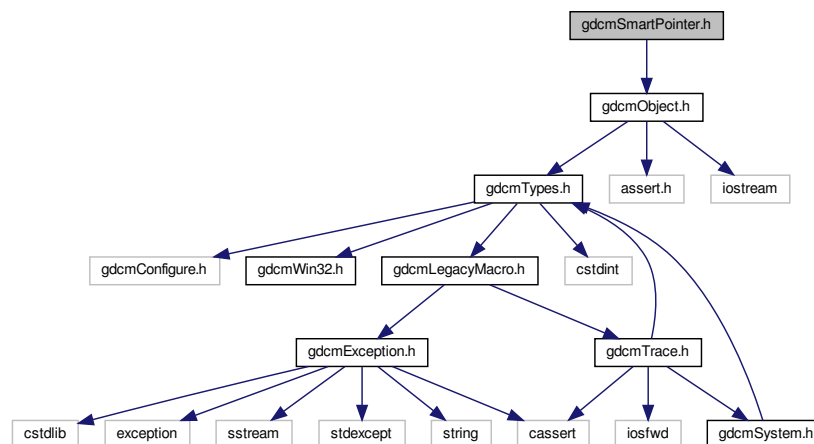 gdcmSmartPointer.h
gdcmObject.h
gdcmTypes.h
assert.h
iostream
gdcmConfigure.h
gdcmWin32.h
gdcmLegacyMacro.h
cstdint
gdcmException.h
gdcmTrace.h
cstdlib
exception
sstream
stdexcept
string
cassert
iosfwd
gdcmSystem.h